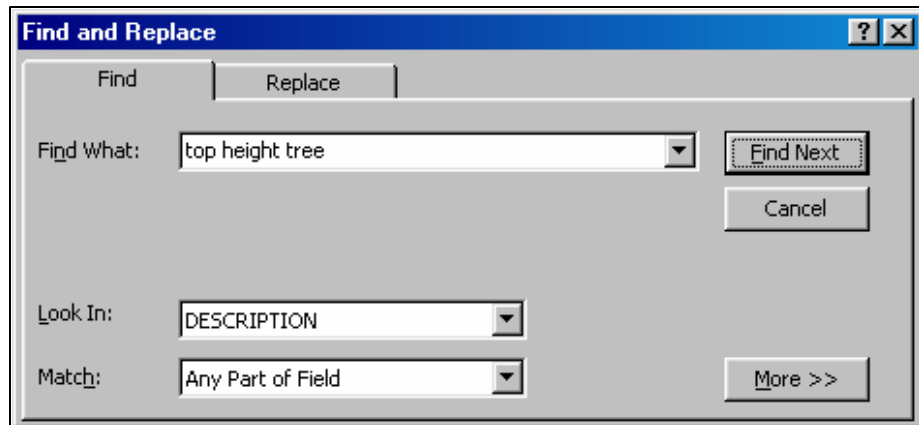 Find and Replace
Find Replace
Find What: top height tree Find Next
Cancel
Look In: DESCRIPTION
Match: Any Part of Field More >>